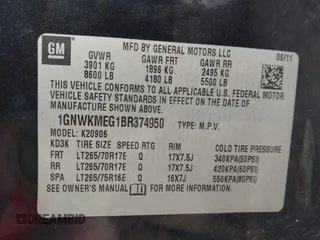 GM
MFD BY GENERAL MOTORS LLC
06/11
GVWR GAWR FRT GAWR RR
3901 KG 1896 KG 2495 KG
8600 LB 4180 LB 5500 LB
THIS VEHICLE CONFORMS TO ALL APPLICABLE U.S. FEDERAL MOTOR VEHICLE SAFETY STANDARDS IN EFFECT ON THE DATE OF MANUFACTURE SHOWN ABOVE.
1GNWKMEG1BR374950 TYPE: M.P.V.
MODEL: K20906
KD3K TIRE SIZE SPEED RTG RIM COLD TIRE PRESSURE
FRT LT265/70R17E Q 17X7.5J 340KPA(50PSI)
RR LT265/70R17E Q 17X7.5J 420KPA(60PSI)
SPA LT265/75R16E Q 16X7J 550KPA(80PSI)
SEE OWNER'S MANUAL FOR ADDITIONAL INFORMATION.